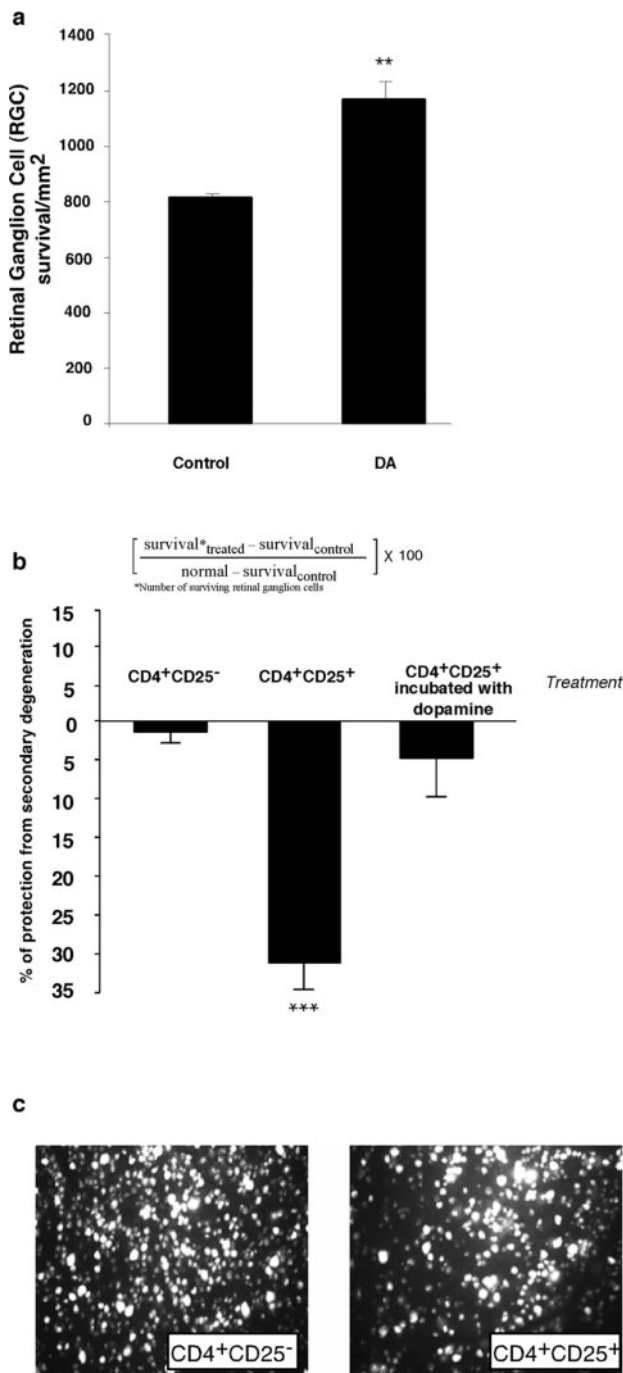 a
1400
1200
1000
800
600
400
200
0
Retinal Ganglion Cell (RGC)
survival/mm2
**
Control DA
b
[ survival*treated – survivalcontrol
normal – survivalcontrol ] X 100
*Number of surviving retinal ganglion cells
15
10
5
0
5
10
15
20
25
30
35
% of protection from secondary degeneration
CD4+CD25-
CD4+CD25+
CD4+CD25+
incubated with
dopamine
Treatment
***
c
CD4+CD25-
CD4+CD25+